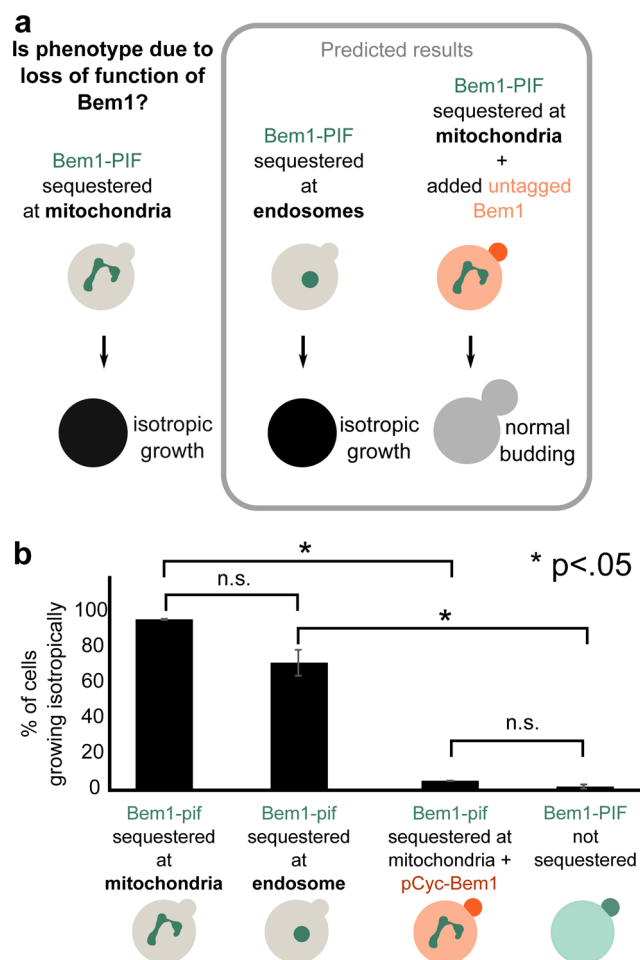 a
Is phenotype due to
loss of function of
Bem1?
Bem1-PIF
sequestered
at mitochondria
isotropic
growth
Predicted results
Bem1-PIF
sequestered
at
endosomes
isotropic
growth
Bem1-PIF
sequestered at
mitochondria
+
added untagged
Bem1
normal
budding
b
* p<.05
*
n.s.
*
n.s.
% of cells
growing isotropically
100
80
60
40
20
0
Bem1-pif
sequestered
at
mitochondria
Bem1-pif
sequestered
at
endosome
Bem1-pif
sequestered at
mitochondria +
pCyc-Bem1
Bem1-PIF
not
sequestered